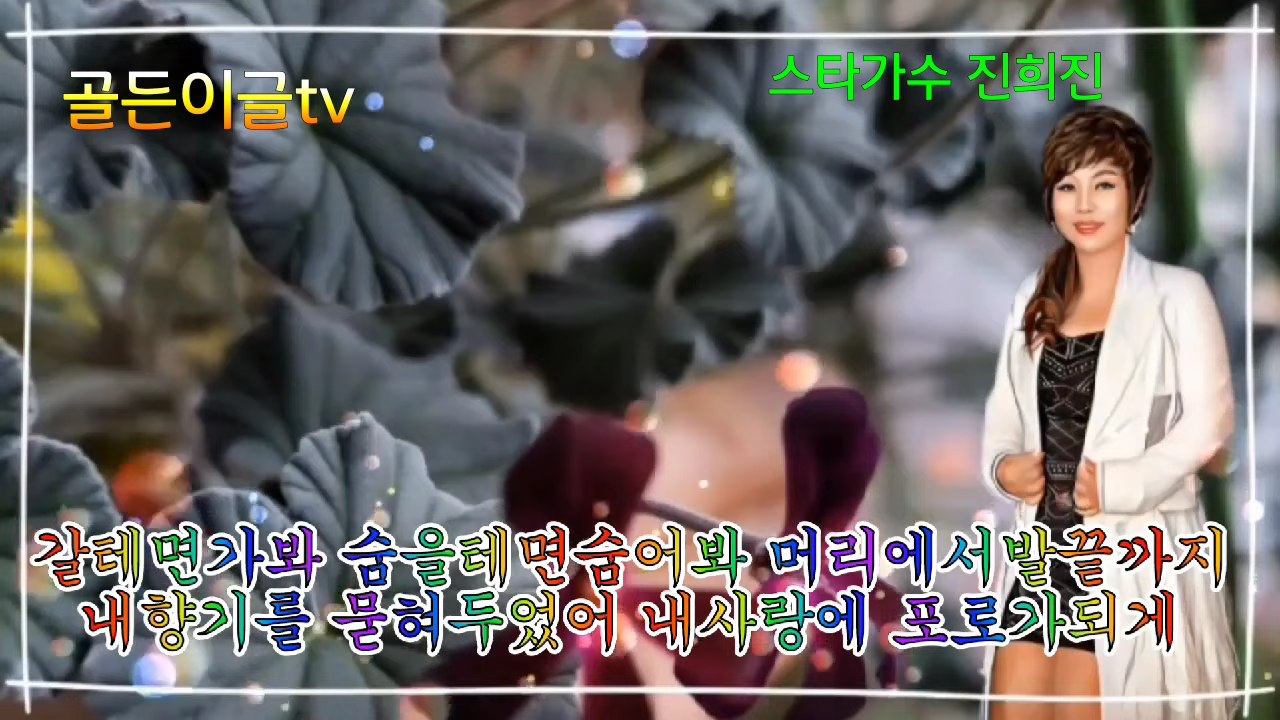 골든이글tv
스타가수 진희진
갈테면가봐 숨을테면숨어봐 머리에서발끝까지
내향기를 묻혀두었어 내사랑에 포로가되게